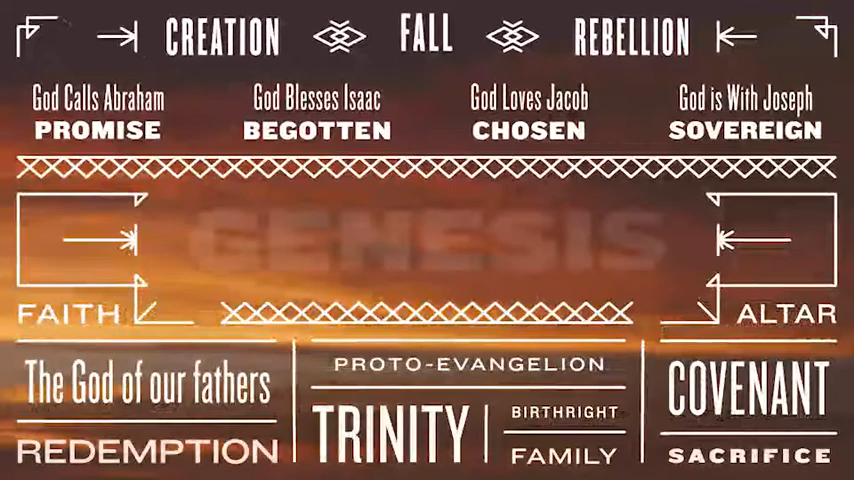 CREATION FALL REBELLION
God Calls Abraham
PROMISE
God Blesses Isaac
BEGOTTEN
God Loves Jacob
CHOSEN
God is With Joseph
SOVEREIGN
GENESIS
FAITH
ALTAR
The God of our fathers
REDEMPTION
PROTO-EVANGELION
TRINITY
BIRTHRIGHT
FAMILY
COVENANT
SACRIFICE